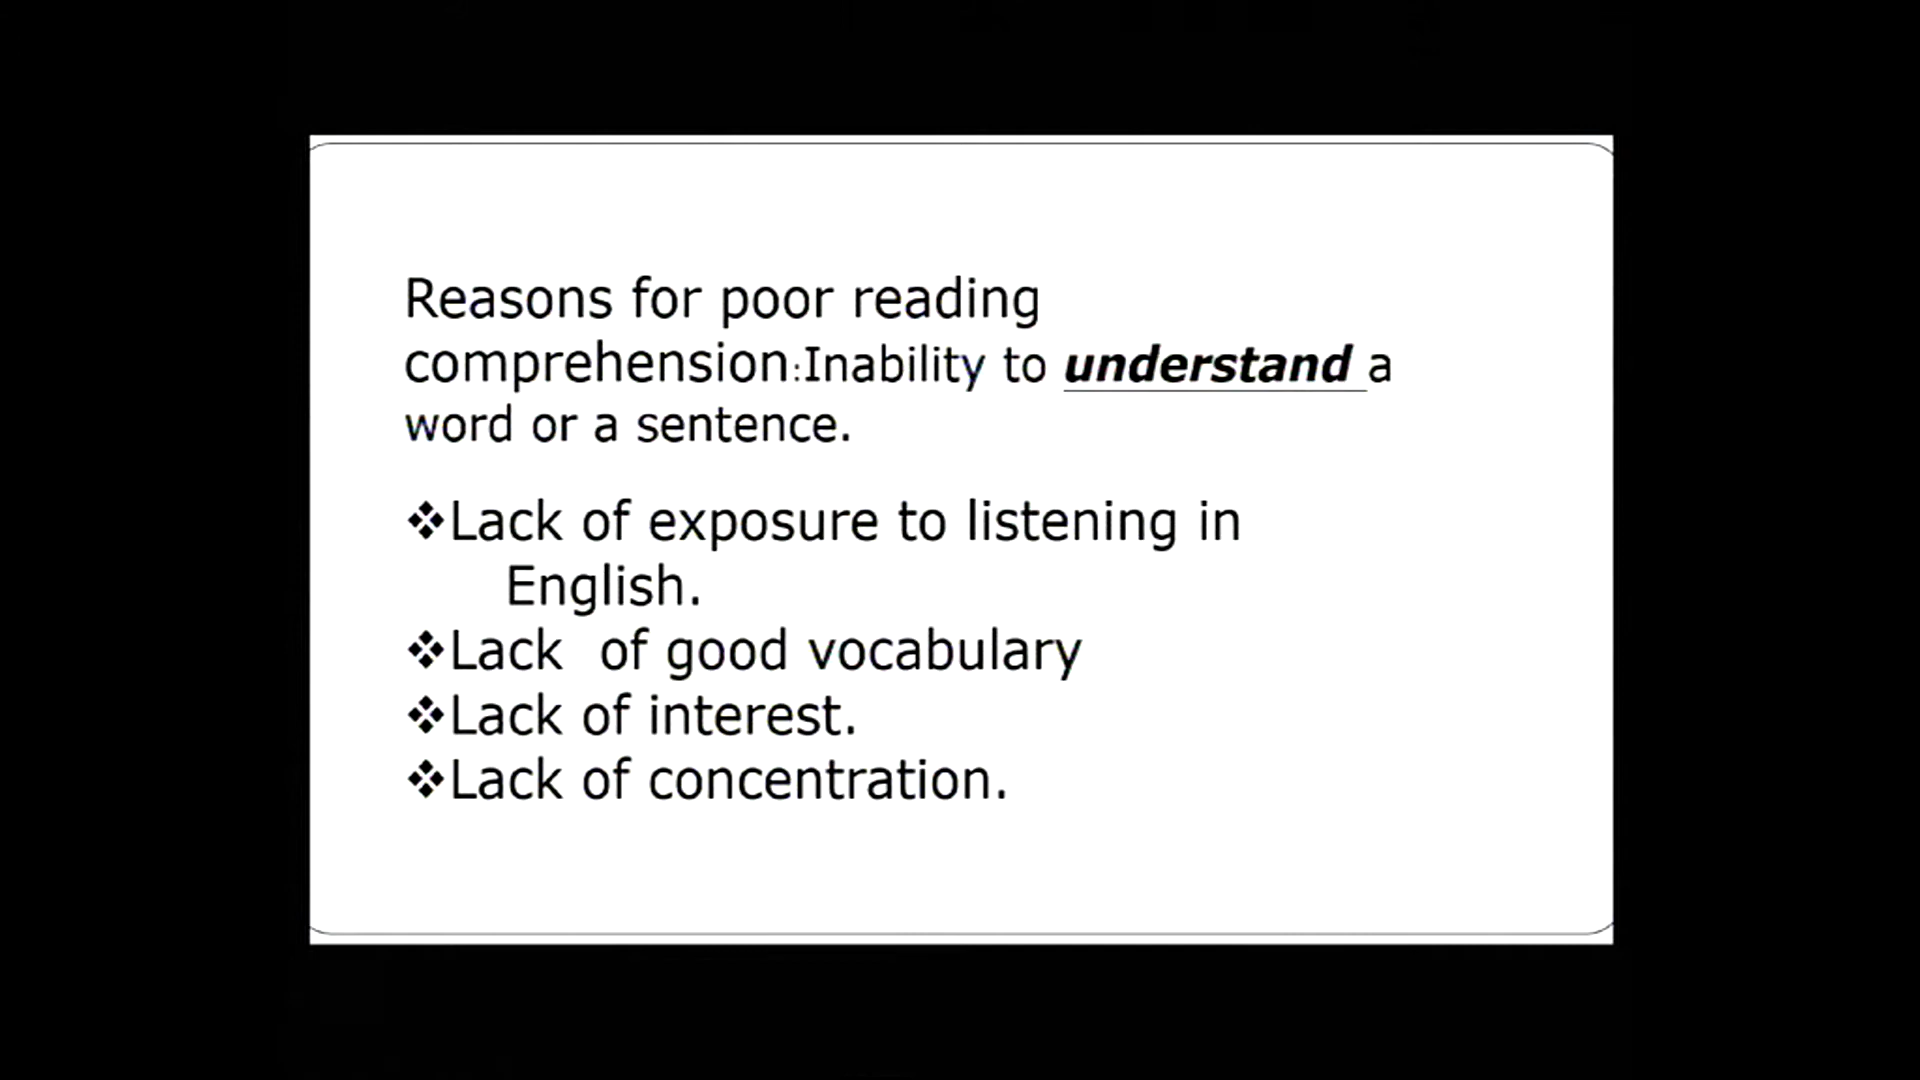 Reasons for poor reading
comprehension:Inability to understand a
word or a sentence.
❖Lack of exposure to listening in
English.
❖Lack  of good vocabulary
❖Lack of interest.
❖Lack of concentration.